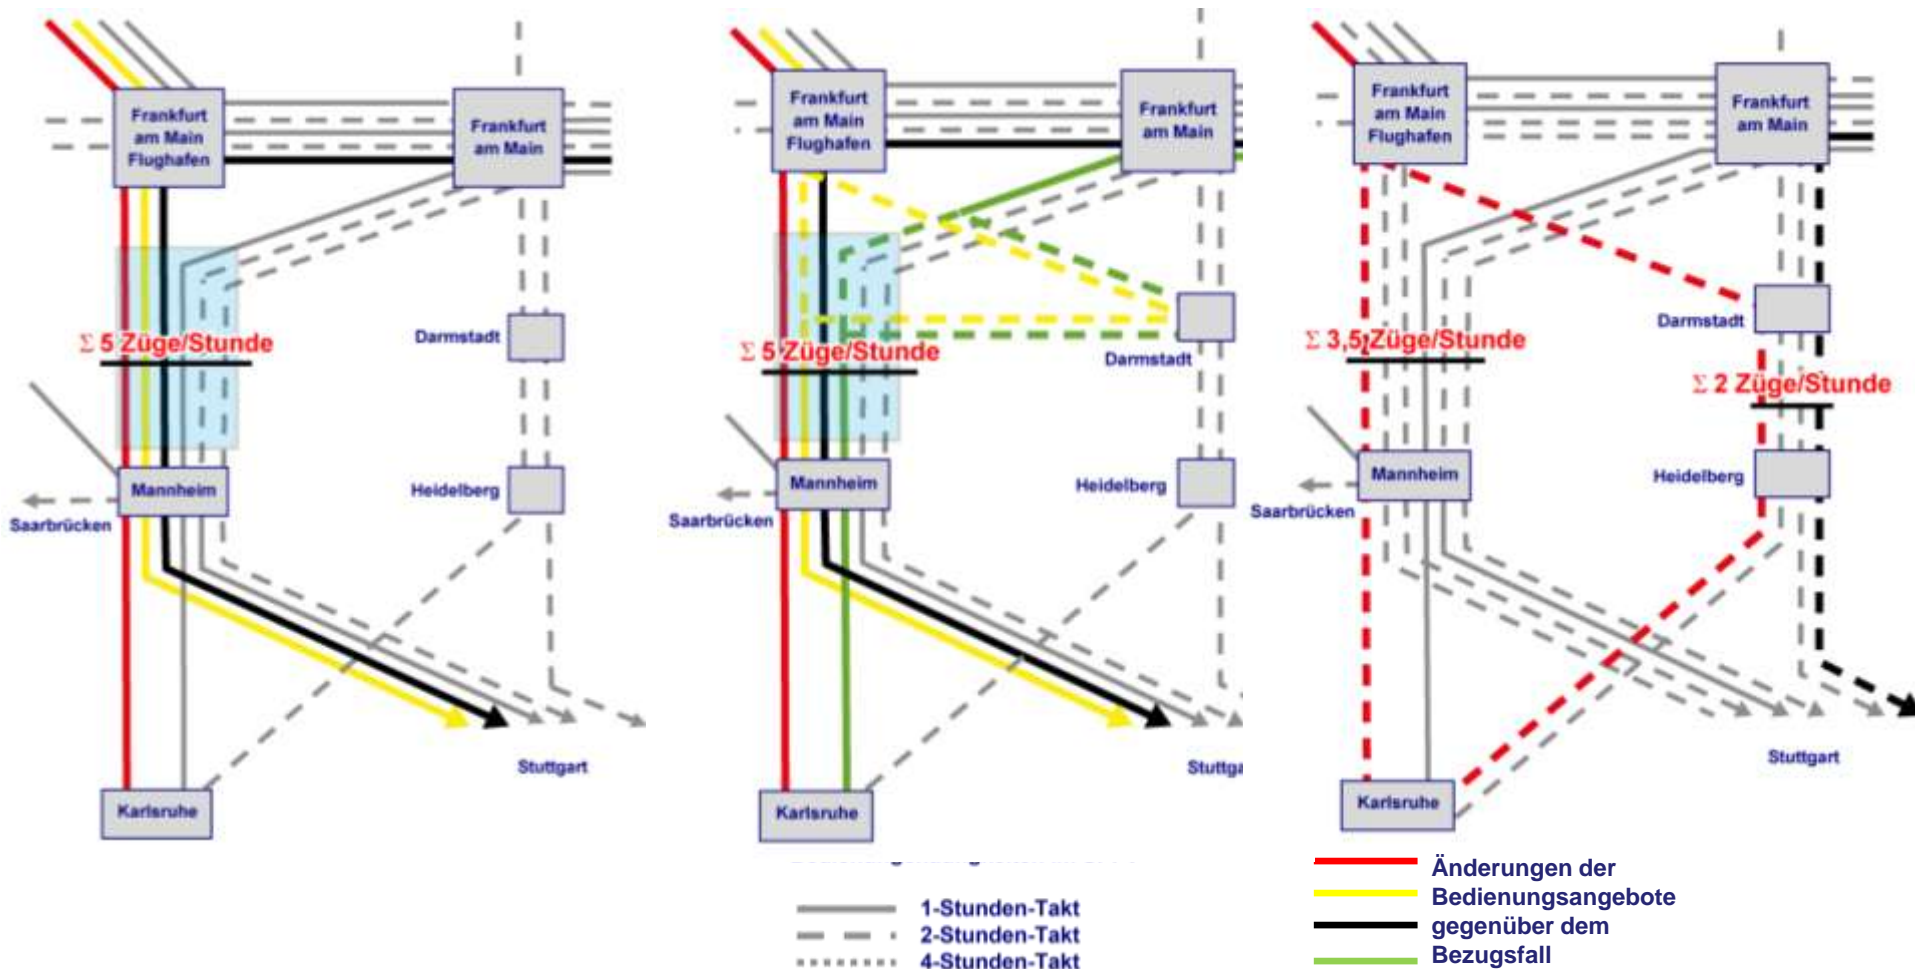 Frankfurt
am Main
Flughafen
Frankfurt
am Main
Σ 5 Züge/Stunde
Darmstadt
Mannheim
Heidelberg
Saarbrücken
Stuttgart
Karlsruhe
Frankfurt
am Main
Flughafen
Frankfurt
am Main
Σ 5 Züge/Stunde
Darmstadt
Mannheim
Heidelberg
Saarbrücken
Stuttga
Karlsruhe
Frankfurt
am Main
Flughafen
Frankfurt
am Main
Darmstadt
Σ 3,5 Züge/Stunde
Σ 2 Züge/Stunde
Mannheim
Heidelberg
Saarbrücken
Stuttgart
Karlsruhe
1-Stunden-Takt
2-Stunden-Takt
4-Stunden-Takt
Änderungen der
Bedienungsangebote
gegenüber dem
Bezugsfall